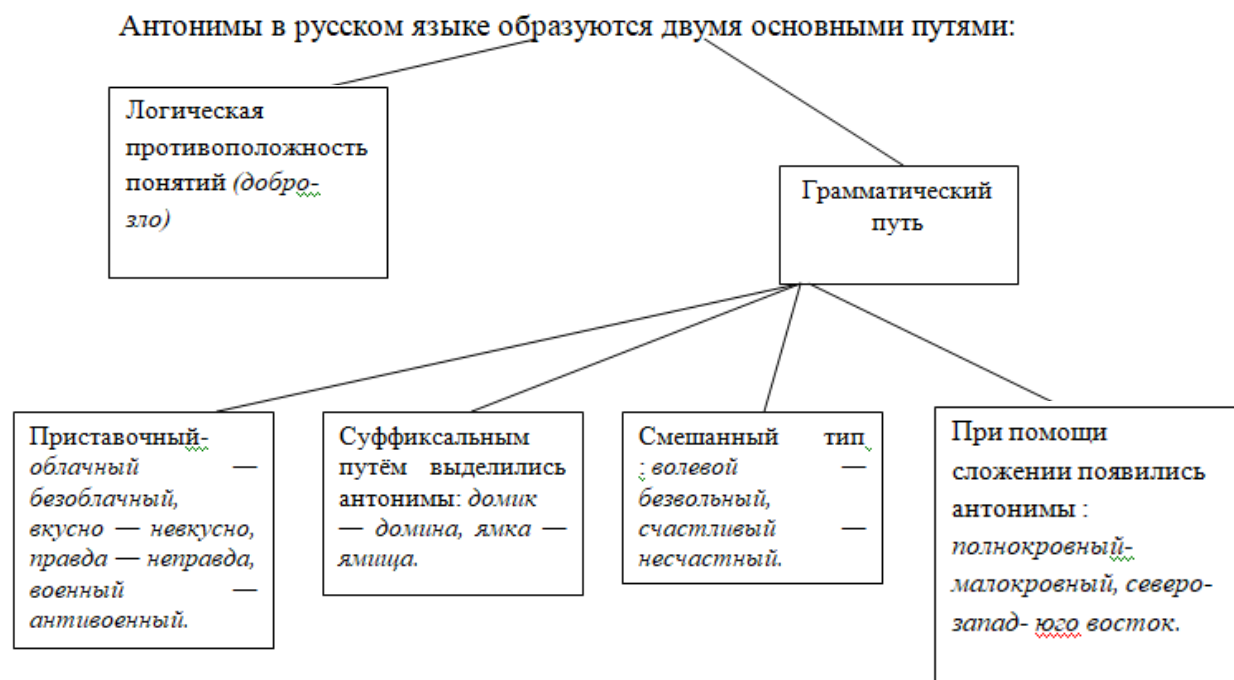 Антонимы в русском языке образуются двумя основными путями:
Логическая
противоположность
понятий (добро-
зло)
Грамматический
путь
Приставочный-
облачный —
безоблачный,
вкусно — невкусно,
правда — неправда,
военный —
антивоенный.
Суффиксальным
путём выделились
антонимы: домик
— домина, ямка —
ямища.
Смешанный тип
: волевой —
безвольный,
счастливый —
несчастный.
При помощи
сложении появились
антонимы :
полнокровный-
малокровный, северо-
запад- юго восток.